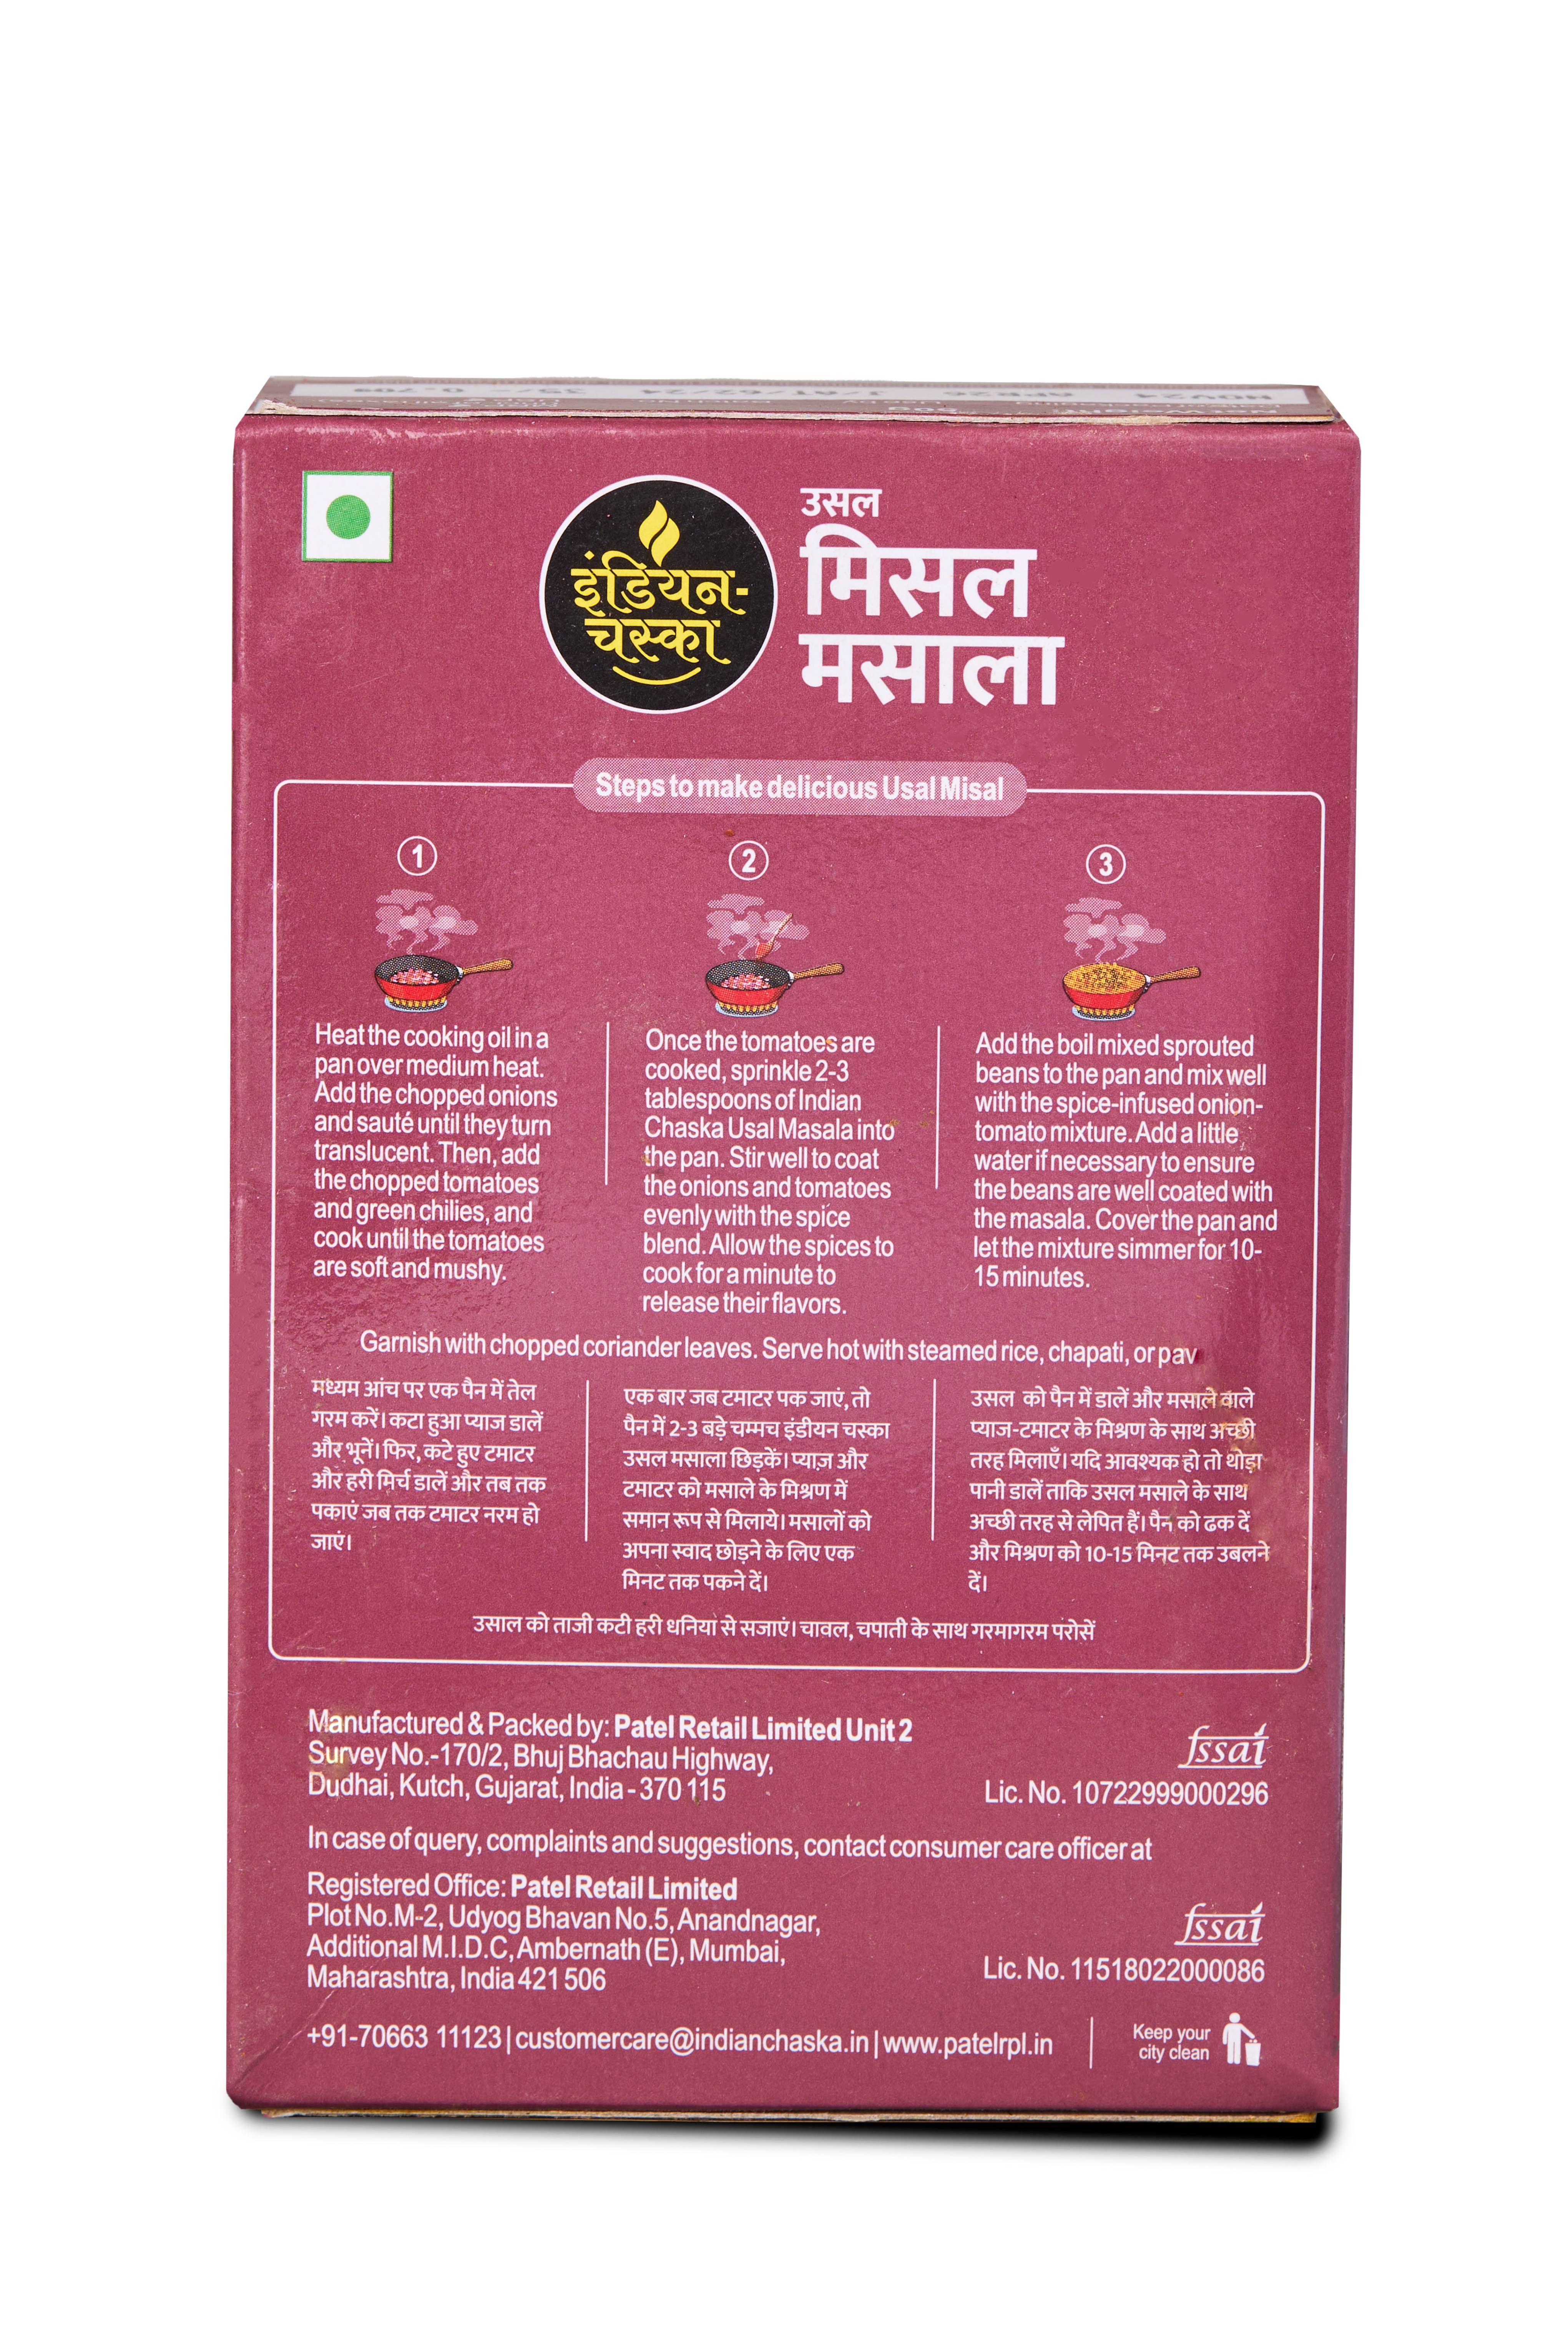 NOV24 APR26 J/AT/62/24 35/- 0.70g
50g
इंडियन-
चस्का
उसल
मिसल
मसाला
Steps to make delicious Usal Misal
1
Heat the cooking oil in a
pan over medium heat.
Add the chopped onions
and sauté until they turn
translucent. Then, add
the chopped tomatoes
and green chilies, and
cook until the tomatoes
are soft and mushy.
2
Once the tomatoes are
cooked, sprinkle 2-3
tablespoons of Indian
Chaska Usal Masala into
the pan. Stir well to coat
the onions and tomatoes
evenly with the spice
blend. Allow the spices to
cook for a minute to
release their flavors.
3
Add the boil mixed sprouted
beans to the pan and mix well
with the spice-infused onion-
tomato mixture. Add a little
water if necessary to ensure
the beans are well coated with
the masala. Cover the pan and
let the mixture simmer for 10-
15 minutes.
Garnish with chopped coriander leaves. Serve hot with steamed rice, chapati, or pav
मध्यम आंच पर एक पैन में तेल
गरम करें। कटा हुआ प्याज डालें
और भूनें। फिर, कटे हुए टमाटर
और हरी मिर्च डालें और तब तक
पकाएं जब तक टमाटर नरम हो
जाएं।
एक बार जब टमाटर पक जाएं, तो
पैन में 2-3 बड़े चम्मच इंडीयन चस्का
उसल मसाला छिड़कें। प्याज़ और
टमाटर को मसाले के मिश्रण में
समान रूप से मिलाये। मसालों को
अपना स्वाद छोड़ने के लिए एक
मिनट तक पकने दें।
उसल को पैन में डालें और मसाले वाले
प्याज-टमाटर के मिश्रण के साथ अच्छी
तरह मिलाएँ। यदि आवश्यक हो तो थोड़ा
पानी डालें ताकि उसल मसाले के साथ
अच्छी तरह से लेपित हैं। पैन को ढक दें
और मिश्रण को 10-15 मिनट तक उबलने
दें।
उसाल को ताजी कटी हरी धनिया से सजाएं। चावल, चपाती के साथ गरमागरम परोसें
Manufactured & Packed by: Patel Retail Limited Unit 2
Survey No.-170/2, Bhuj Bhachau Highway,
Dudhai, Kutch, Gujarat, India - 370 115
fssai
Lic. No. 10722999000296
In case of query, complaints and suggestions, contact consumer care officer at
Registered Office: Patel Retail Limited
Plot No.M-2, Udyog Bhavan No.5, Anandnagar,
Additional M.I.D.C, Ambernath (E), Mumbai,
Maharashtra, India 421 506
fssai
Lic. No. 11518022000086
+91-70663 11123 | customercare@indianchaska.in | www.patelrpl.in
Keep your
city clean